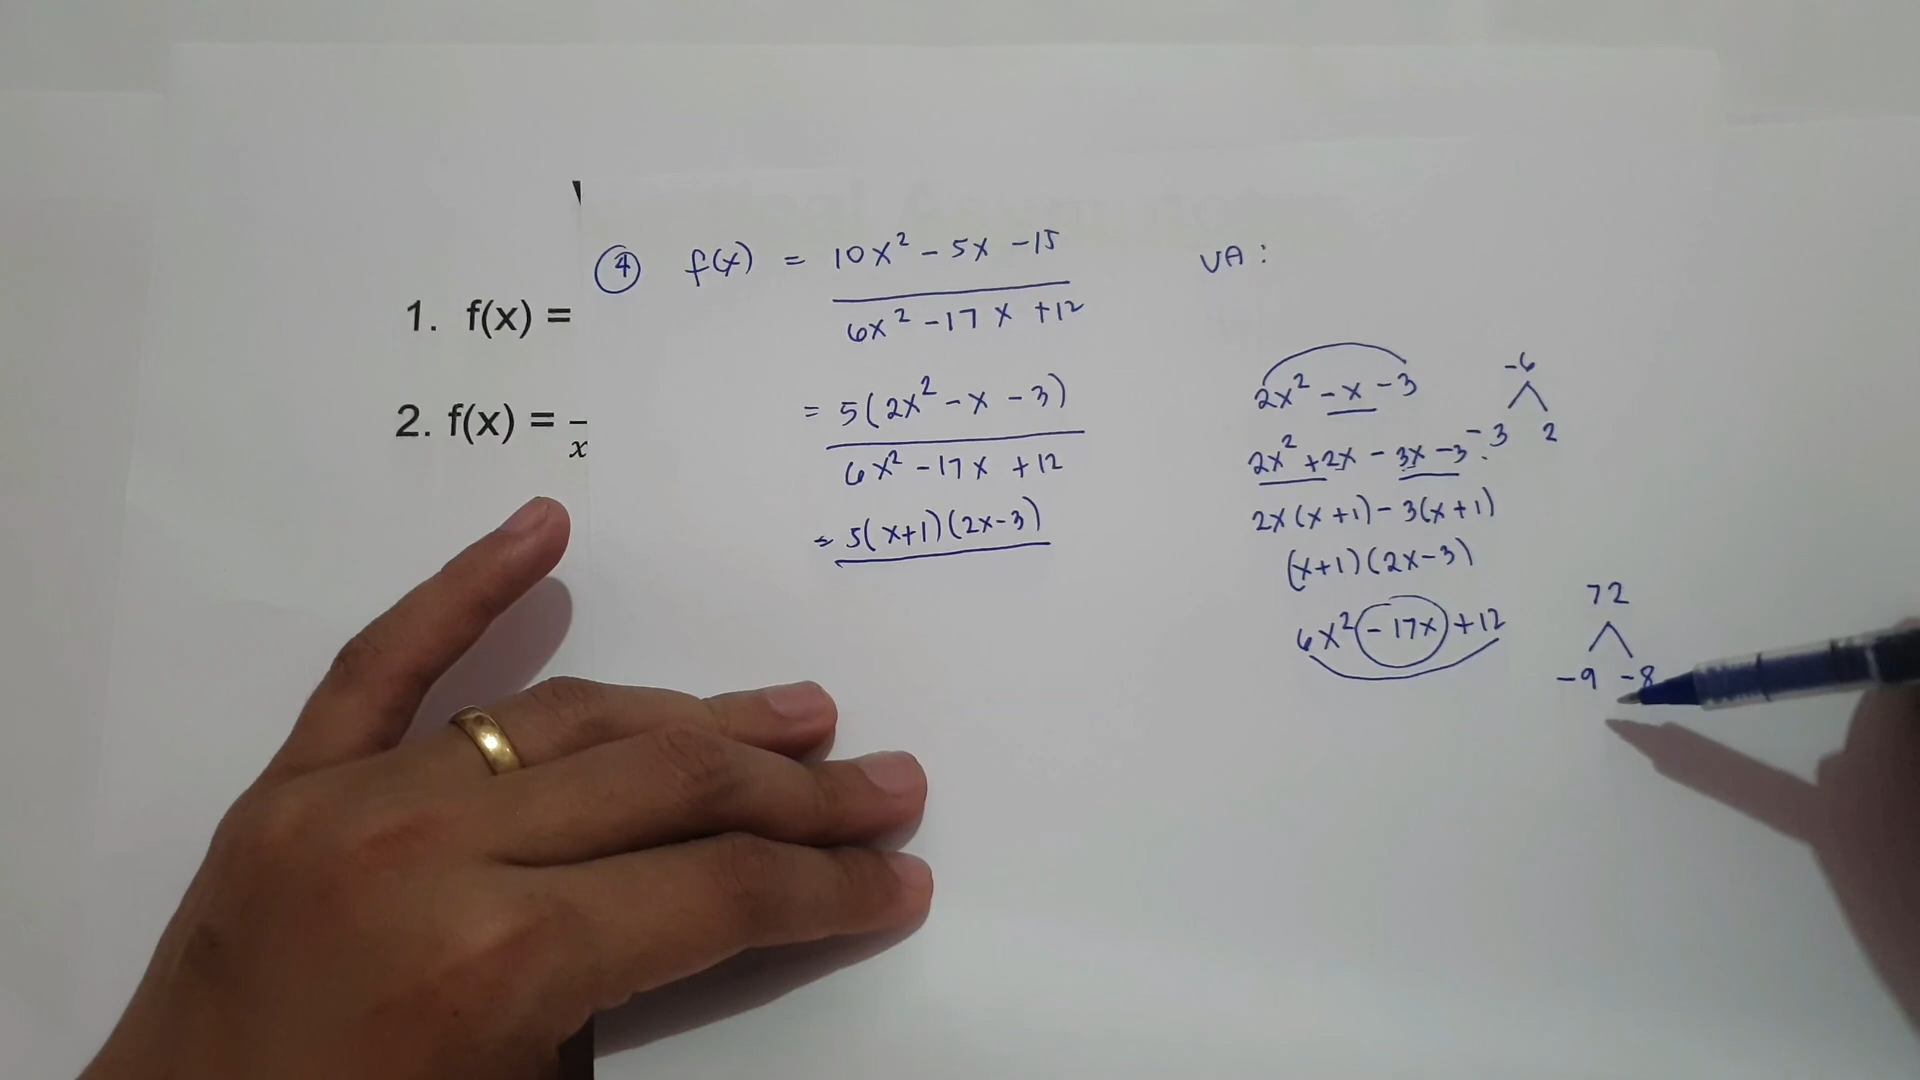 1. f(x) =
2. f(x) =
x
④ f(x) = 10x² - 5x - 15
6x² - 17x + 12
= 5(2x² - x - 3)
6x² - 17x + 12
= 5(x+1)(2x-3)
VA:
2x² - x - 3
-6
-3 2
2x² + 2x - 3x - 3
2x(x+1) - 3(x+1)
(x+1)(2x-3)
6x² - 17x + 12
72
-9 -8